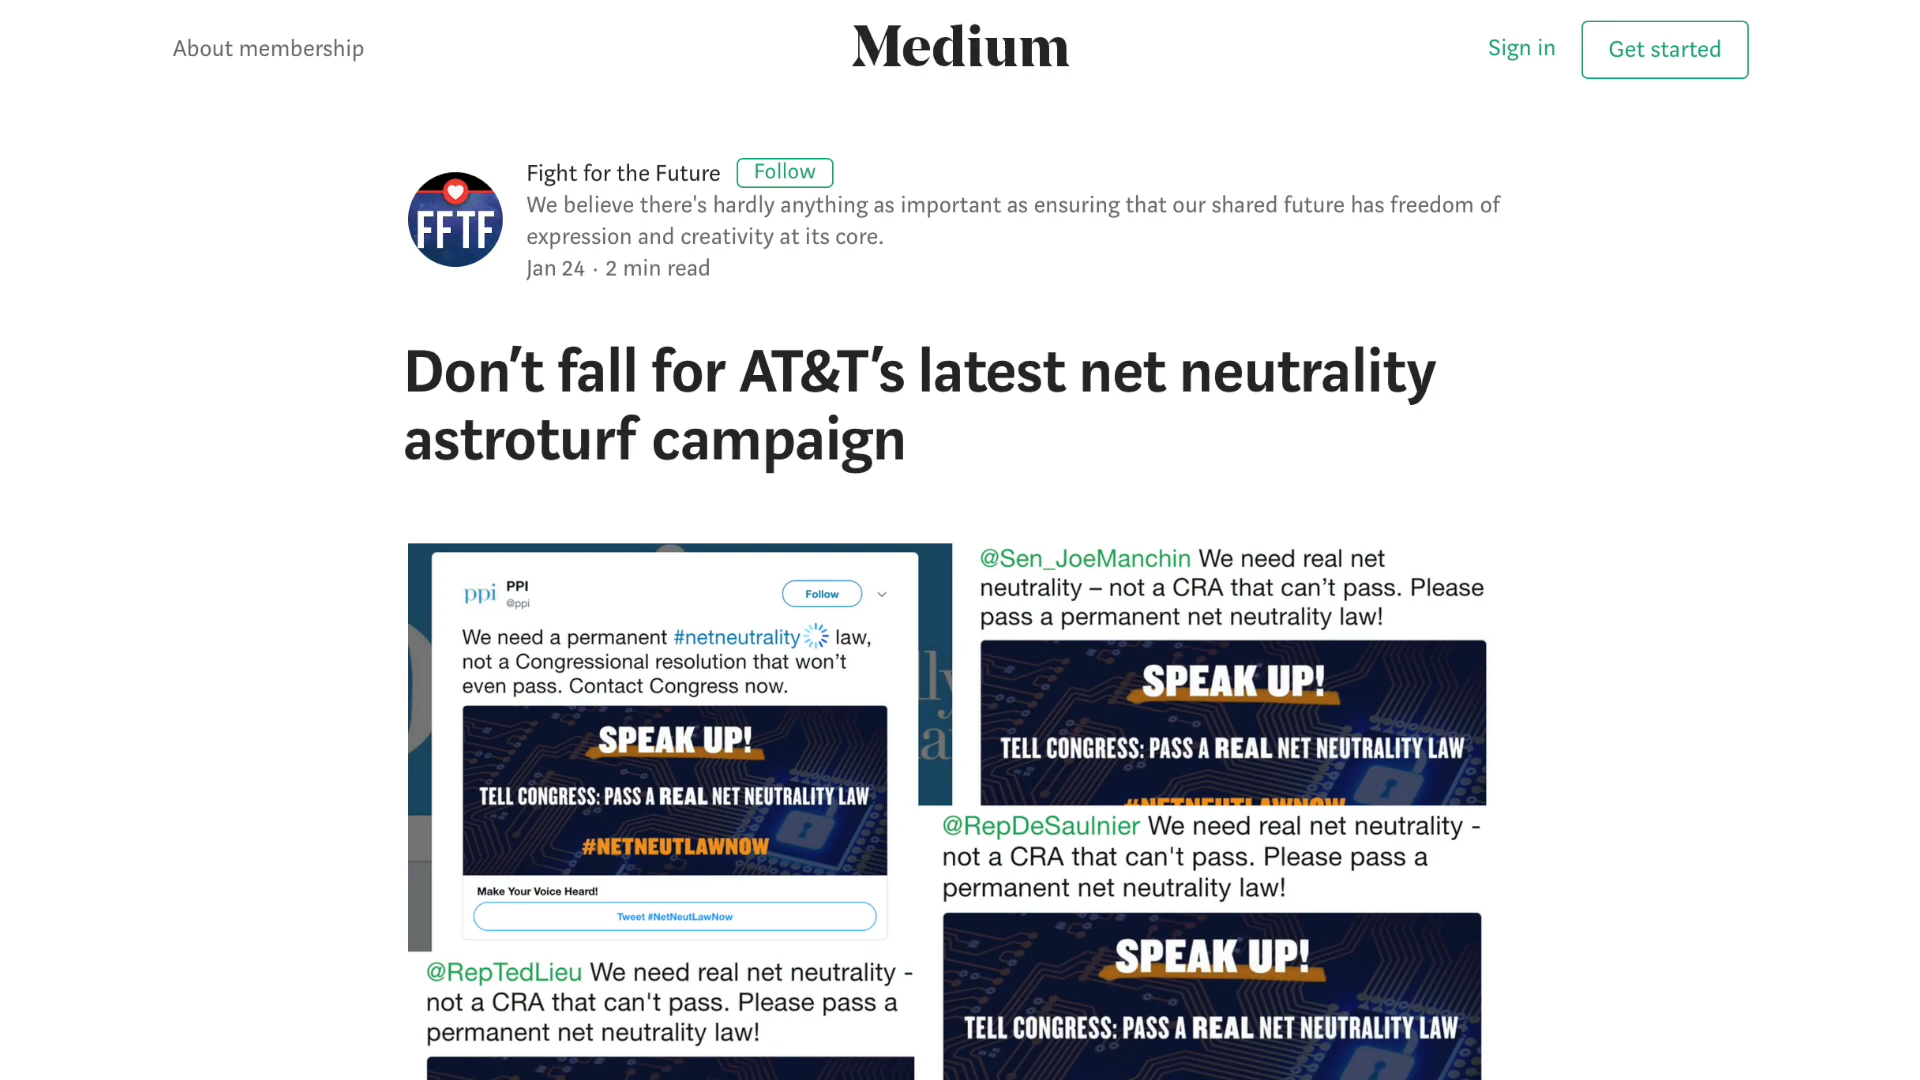 About membership
Medium
Sign in
Get started
Fight for the Future
Follow
FFTF
We believe there's hardly anything as important as ensuring that our shared future has freedom of
expression and creativity at its core.
Jan 24 · 2 min read
Don’t fall for AT&T’s latest net neutrality
astroturf campaign
ppi
PPI
@ppi
Follow
We need a permanent #netneutrality law,
not a Congressional resolution that won’t
even pass. Contact Congress now.
SPEAK UP!
TELL CONGRESS: PASS A REAL NET NEUTRALITY LAW
#NETNEUTLAWNOW
Make Your Voice Heard!
Tweet #NetNeutLawNow
@Sen_JoeManchin We need real net
neutrality – not a CRA that can’t pass. Please
pass a permanent net neutrality law!
SPEAK UP!
TELL CONGRESS: PASS A REAL NET NEUTRALITY LAW
#NETNEUTLAWNOW
@RepDeSaulnier We need real net neutrality -
not a CRA that can't pass. Please pass a
permanent net neutrality law!
SPEAK UP!
TELL CONGRESS: PASS A REAL NET NEUTRALITY LAW
@RepTedLieu We need real net neutrality -
not a CRA that can't pass. Please pass a
permanent net neutrality law!